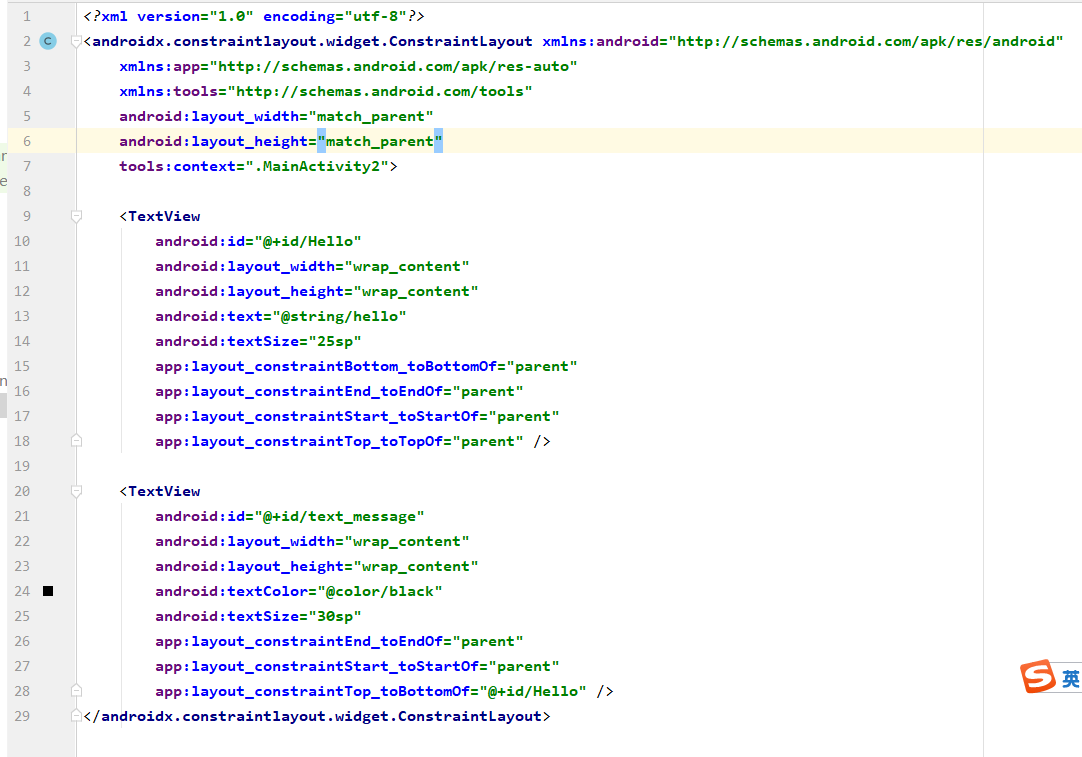 1 <?xml version="1.0" encoding="utf-8"?>
2 C <androidx.constraintlayout.widget.ConstraintLayout xmlns:android="http://schemas.android.com/apk/res/android"
3 xmlns:app="http://schemas.android.com/apk/res-auto"
4 xmlns:tools="http://schemas.android.com/tools"
5 android:layout_width="match_parent"
6 android:layout_height="match_parent"
7 tools:context=".MainActivity2">
8
9 <TextView
10 android:id="@+id/Hello"
11 android:layout_width="wrap_content"
12 android:layout_height="wrap_content"
13 android:text="@string/hello"
14 android:textSize="25sp"
15 app:layout_constraintBottom_toBottomOf="parent"
16 app:layout_constraintEnd_toEndOf="parent"
17 app:layout_constraintStart_toStartOf="parent"
18 app:layout_constraintTop_toTopOf="parent" />
19
20 <TextView
21 android:id="@+id/text_message"
22 android:layout_width="wrap_content"
23 android:layout_height="wrap_content"
24 android:textColor="@color/black"
25 android:textSize="30sp"
26 app:layout_constraintEnd_toEndOf="parent"
27 app:layout_constraintStart_toStartOf="parent"
28 app:layout_constraintTop_toBottomOf="@+id/Hello" />
29 </androidx.constraintlayout.widget.ConstraintLayout>
S 英